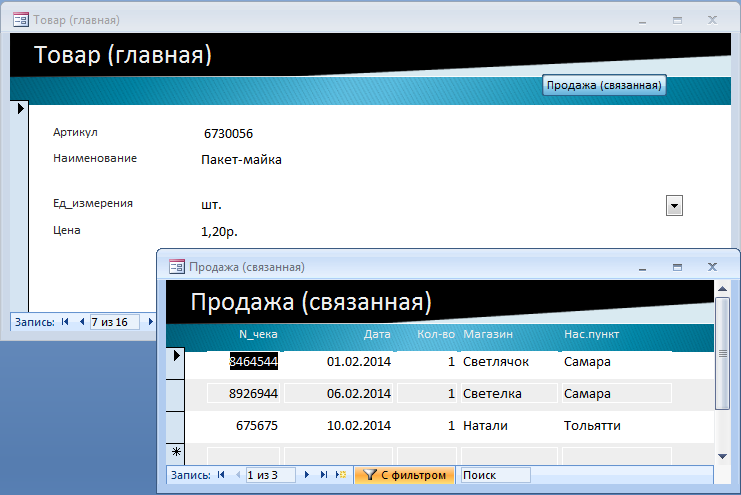 Товар (главная)
Товар (главная)
Продажа (связанная)
Артикул 6730056
Наименование Пакет-майка
Ед_измерения шт.
Цена 1,20р.
Запись: 7 из 16
Продажа (связанная)
Продажа (связанная)
N_чека Дата Кол-во Магазин Нас.пункт
8464544 01.02.2014 1 Светлячок Самара
8926944 06.02.2014 1 Светелка Самара
675675 10.02.2014 1 Натали Тольятти
Запись: 1 из 3 С фильтром Поиск